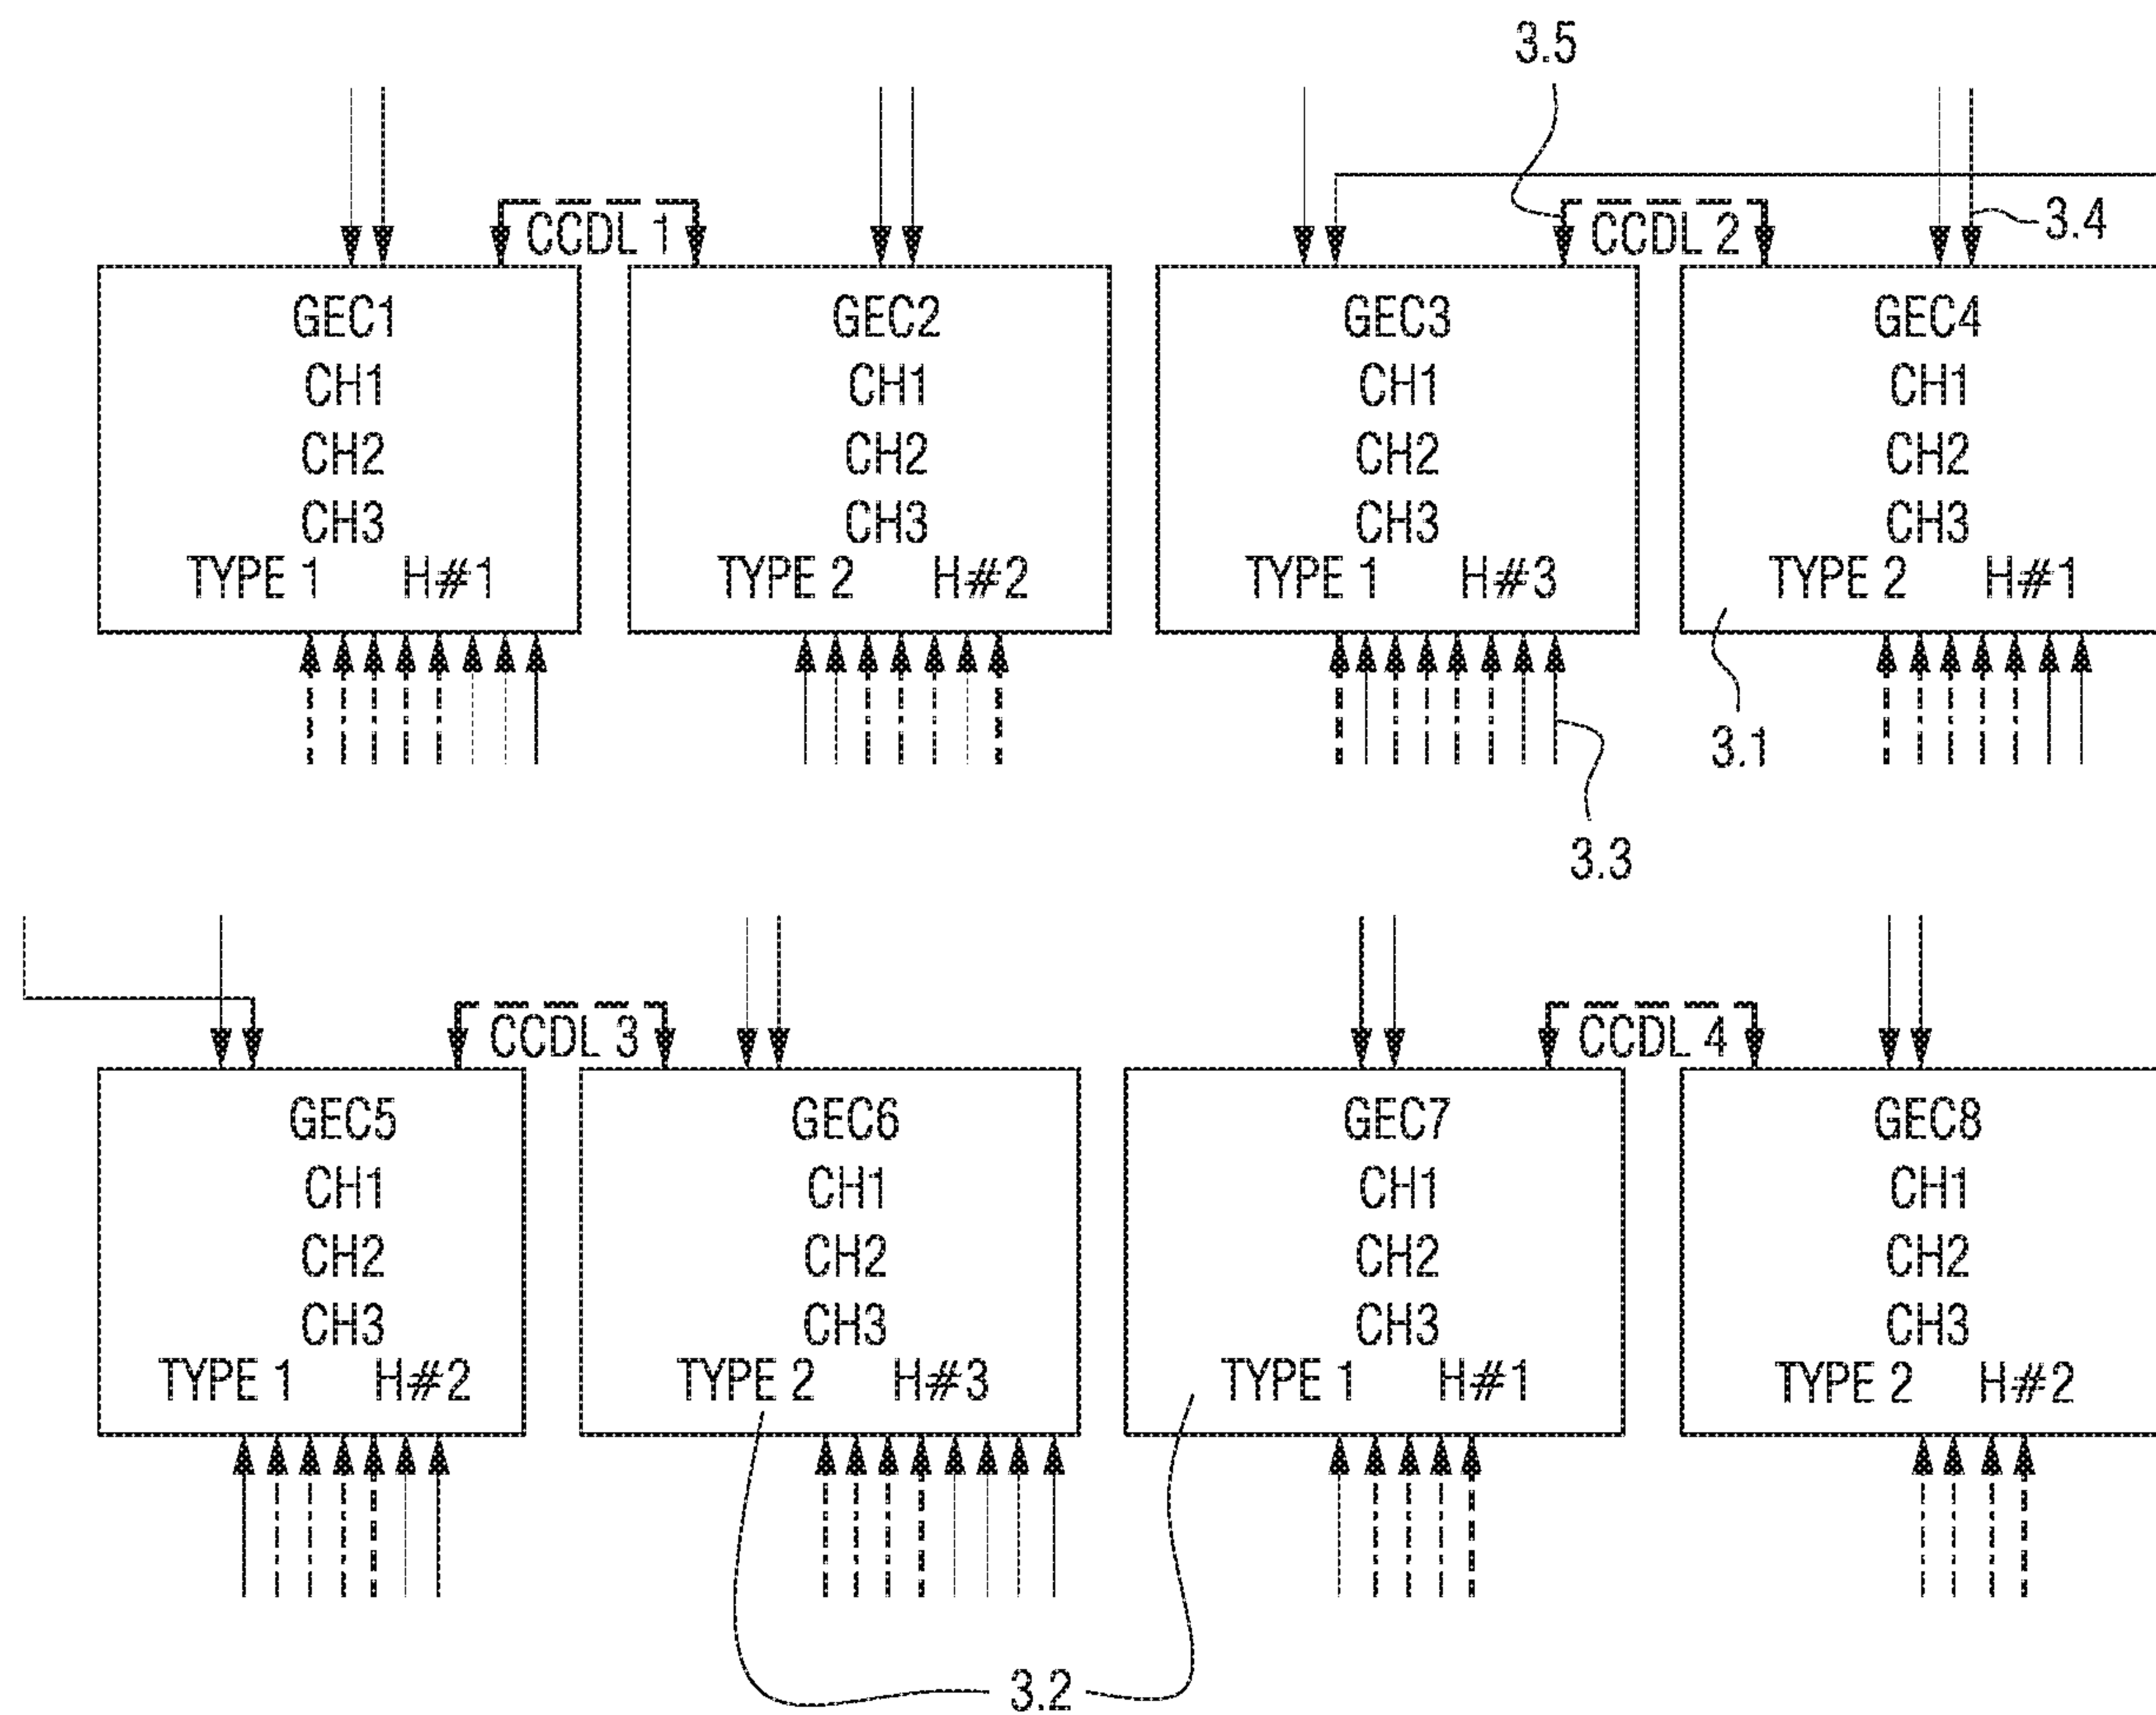 3.5
CCDL 1
CCDL 2
3.4
GEC1
CH1
CH2
CH3
TYPE 1 H#1
GEC2
CH1
CH2
CH3
TYPE 2 H#2
GEC3
CH1
CH2
CH3
TYPE 1 H#3
GEC4
CH1
CH2
CH3
TYPE 2 H#1
3.1
3.3
CCDL 3
CCDL 4
GEC5
CH1
CH2
CH3
TYPE 1 H#2
GEC6
CH1
CH2
CH3
TYPE 2 H#3
GEC7
CH1
CH2
CH3
TYPE 1 H#1
GEC8
CH1
CH2
CH3
TYPE 2 H#2
3.2